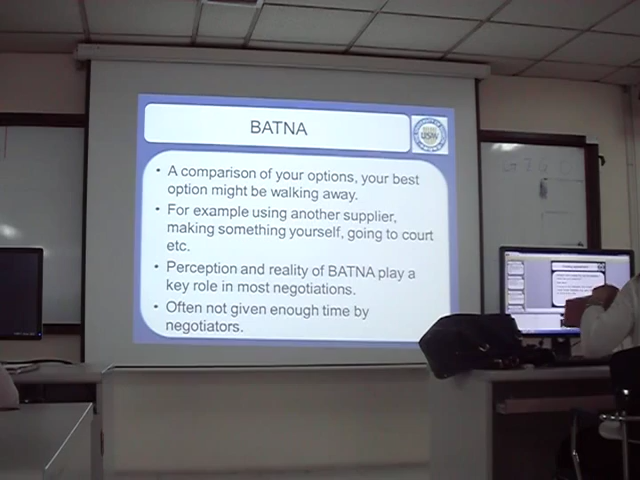 BATNA
• A comparison of your options, your best
option might be walking away.
• For example using another supplier,
making something yourself, going to court
etc.
• Perception and reality of BATNA play a
key role in most negotiations.
• Often not given enough time by
negotiators.